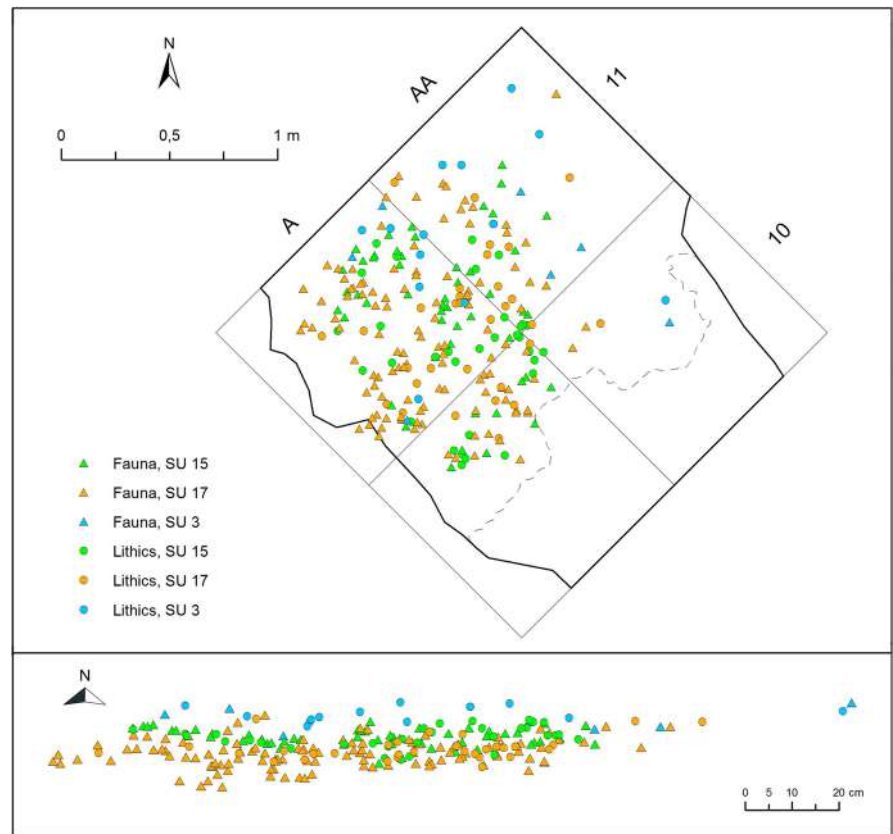 N
AA
11
0 0,5 1 m
A
10
Fauna, SU 15
Fauna, SU 17
Fauna, SU 3
Lithics, SU 15
Lithics, SU 17
Lithics, SU 3
N
0 5 10 20 cm